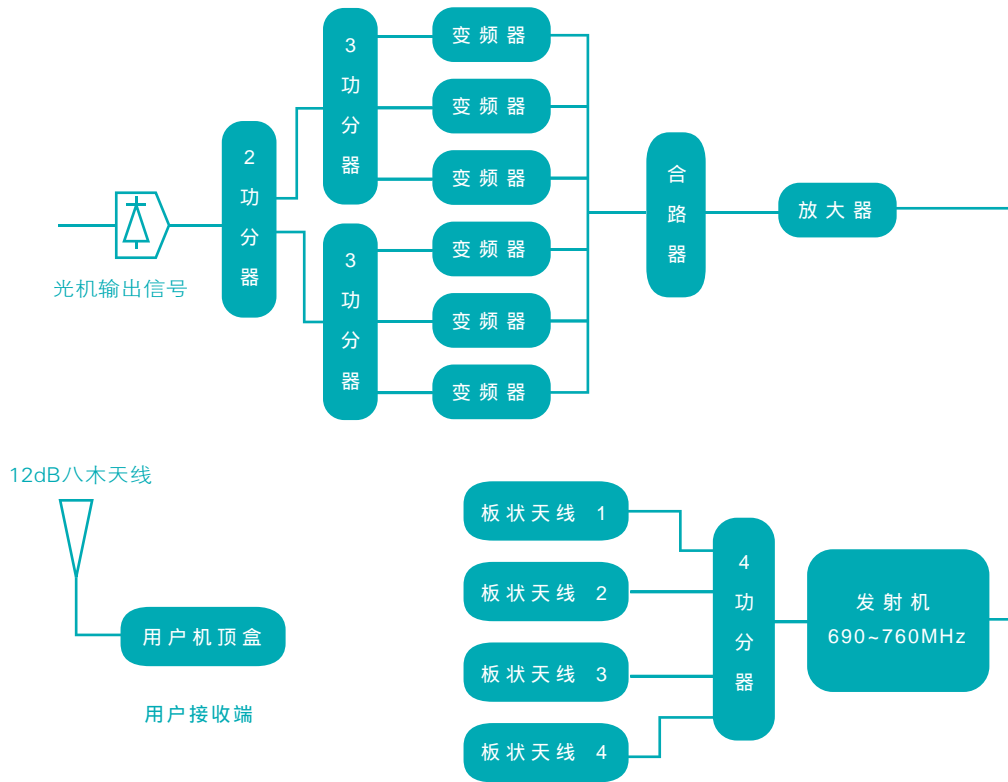 光机输出信号
2功分器
3功分器
3功分器
变频器
变频器
变频器
变频器
变频器
变频器
合路器
放大器
12dB八木天线
用户机顶盒
用户接收端
板状天线 1
板状天线 2
板状天线 3
板状天线 4
4功分器
发射机
690~760MHz